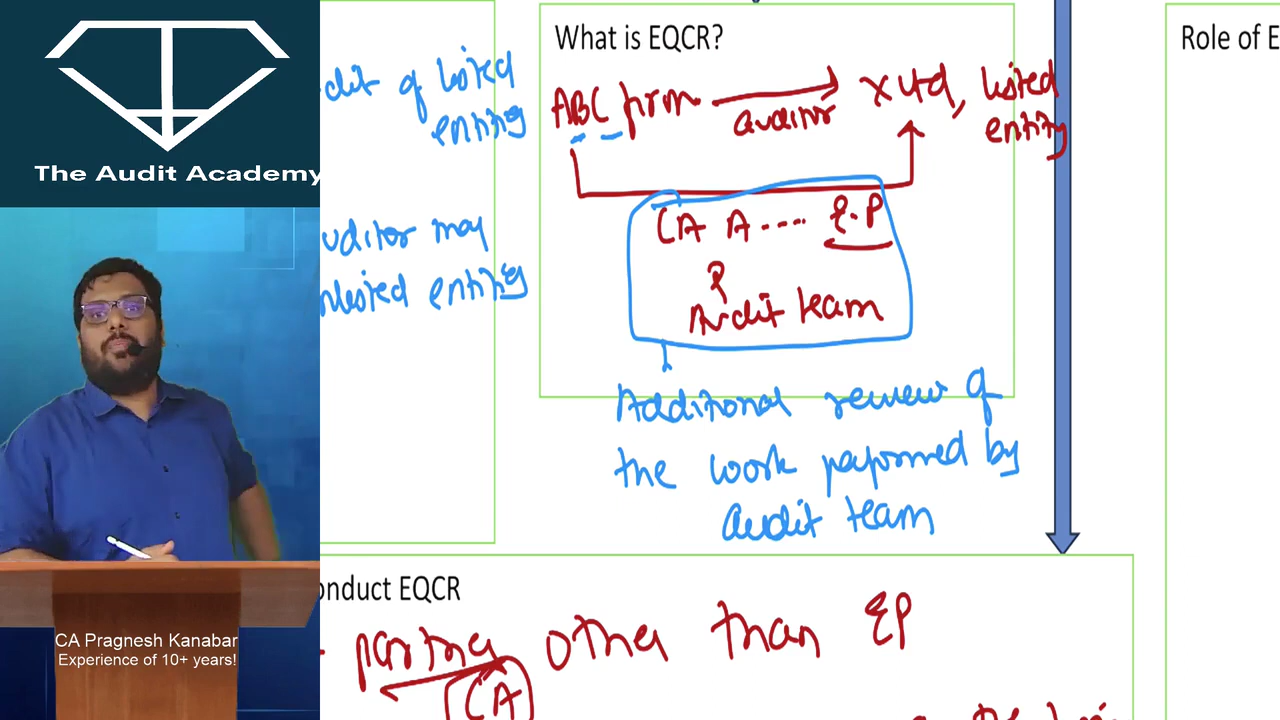 The Audit Academy
dit of listed
entity
uditor may
nlisted entity
CA Pragnesh Kanabar
Experience of 10+ years!
What is EQCR?
ABC firm auditor x Ltd, listed
entity
CA A .... E.P
Audit team
Additional review of
the work performed by
audit team
onduct EQCR
partner other than EP
CA
Role of E